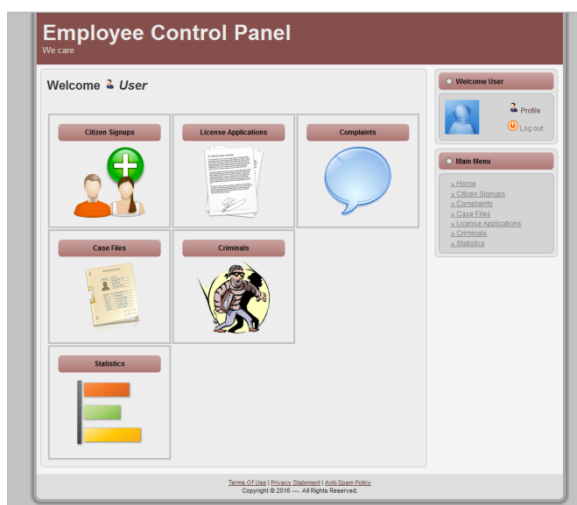 Employee Control Panel
We care
Welcome User
Citizen Signups
License Applications
Complaints
Case Files
Criminals
Statistics
Welcome User
Profile
Log out
Main Menu
» Home
» Citizen Signups
» Complaints
» Case Files
» License Applications
» Criminals
» Statistics
Terms Of Use | Privacy Statement | Anti-Spam Policy
Copyright © 2016 ---. All Rights Reserved.